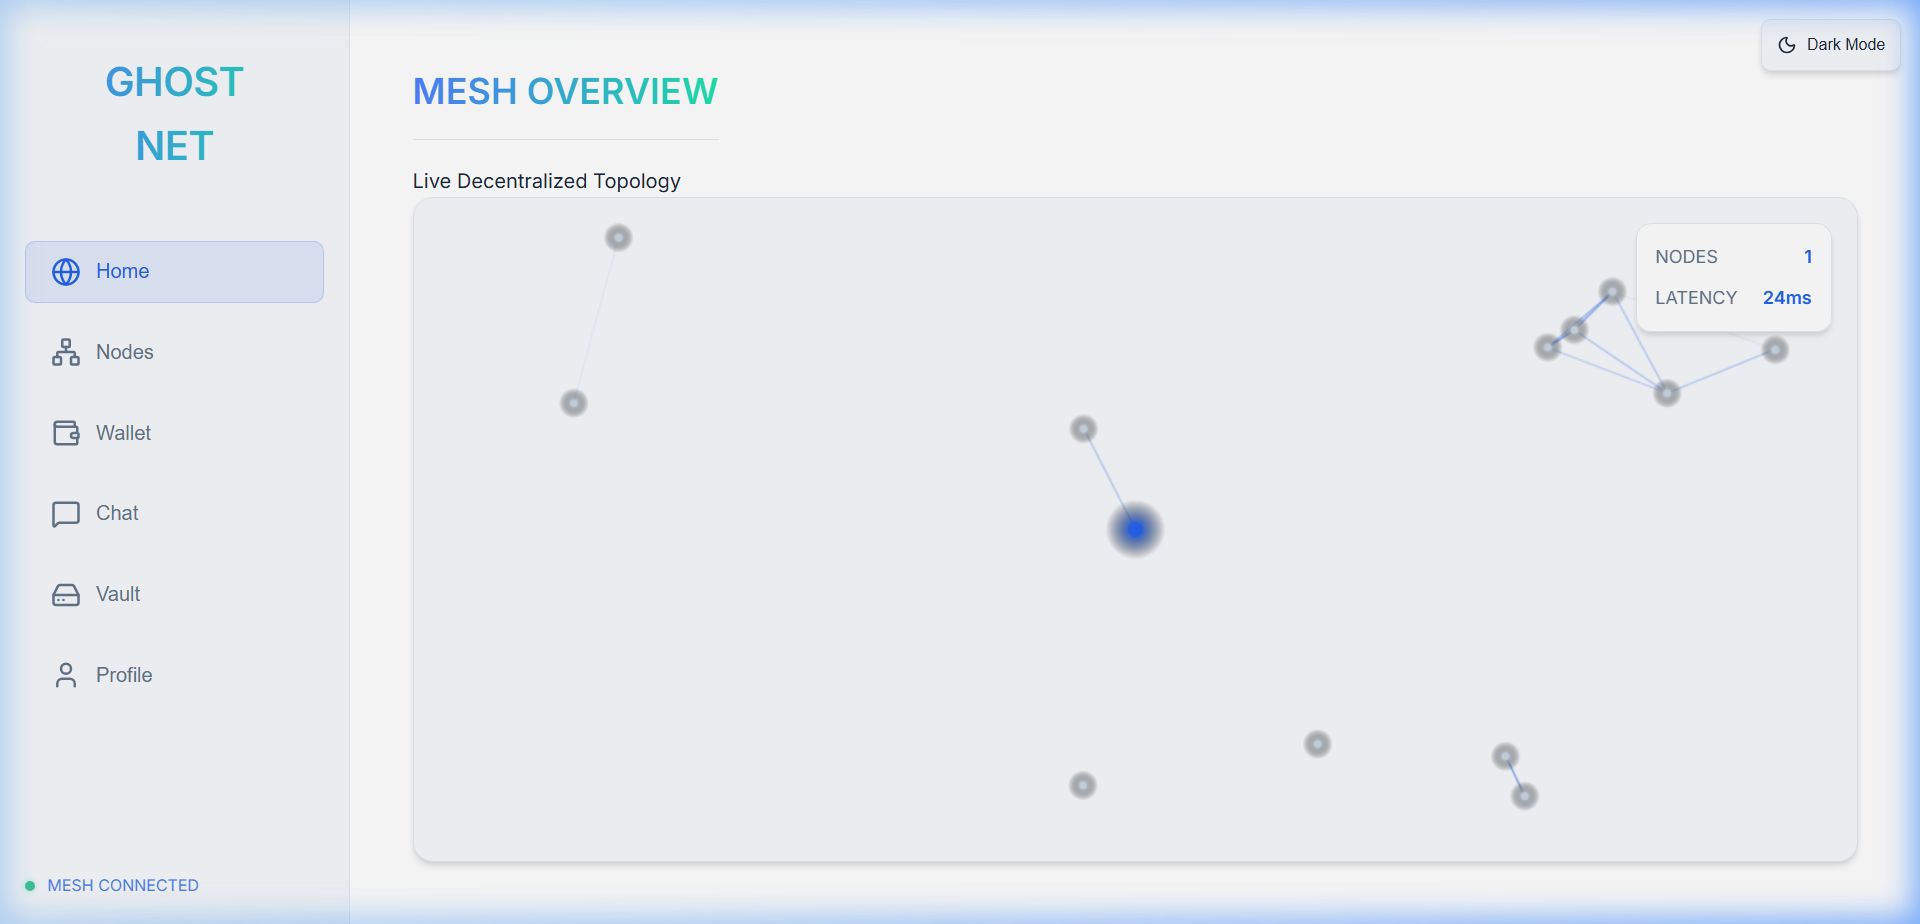 GHOST
NET
Home
Nodes
Wallet
Chat
Vault
Profile
MESH CONNECTED
Dark Mode
MESH OVERVIEW
Live Decentralized Topology
NODES 1
LATENCY 24ms